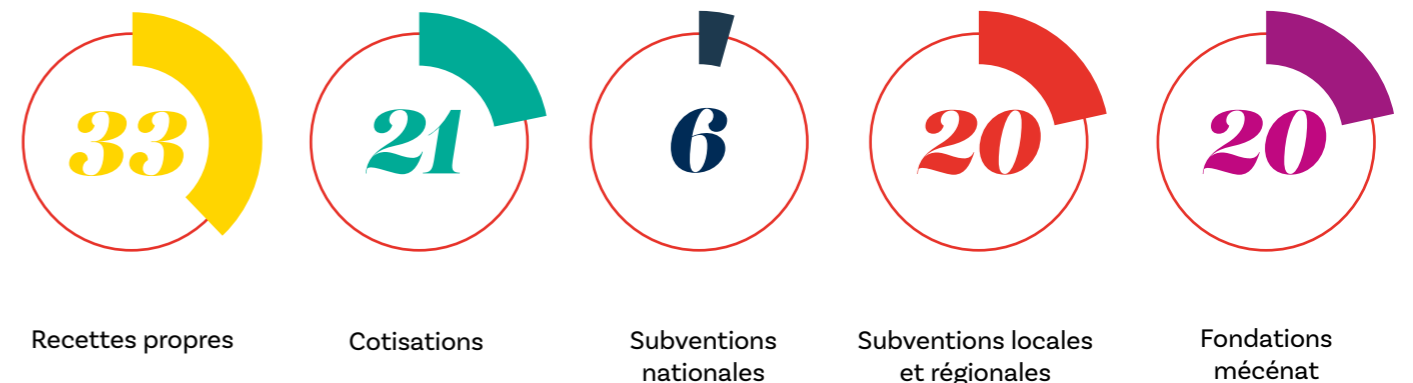 33
21
6
20
20
Recettes propres
Cotisations
Subventions
nationales
Subventions locales
et régionales
Fondations
mécénat